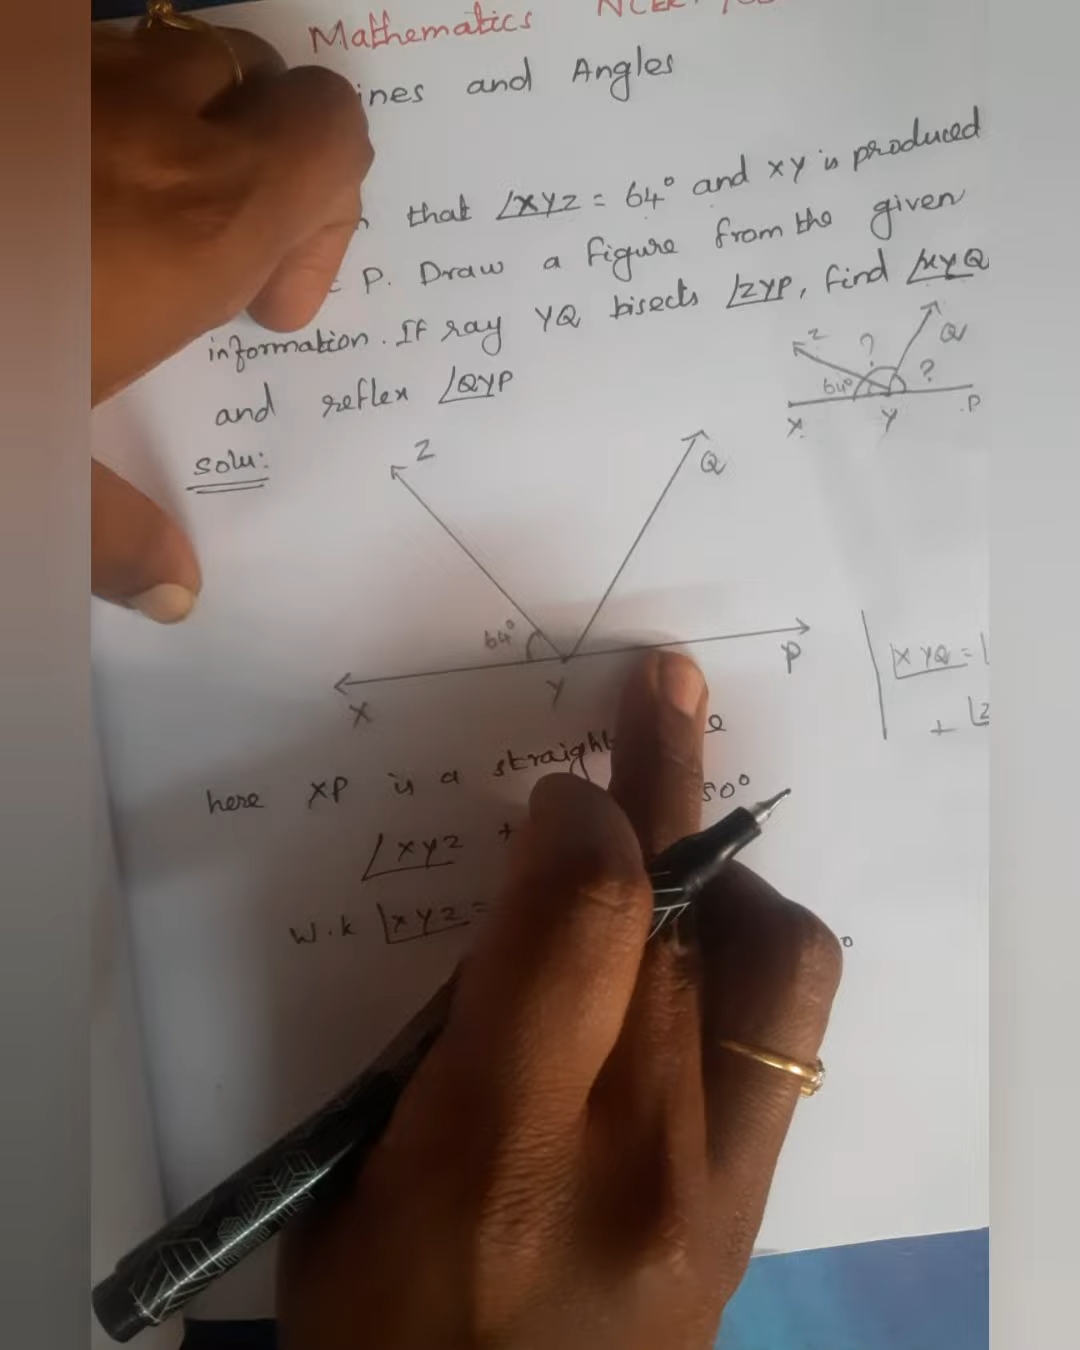 Mathematics
ines and Angles
that ∠XYZ = 64° and XY is produced
P. Draw a figure from the given
information. If ray YQ bisects ∠ZYP, find ∠XYQ
and reflex ∠QYP
Z
Q
?
64°
?
X
Y
P
Solu:
Z
Q
64°
P
X
Y
∠XYQ =
+
here XP is a straight
∠XYZ +
80°
W.k ∠XYZ =